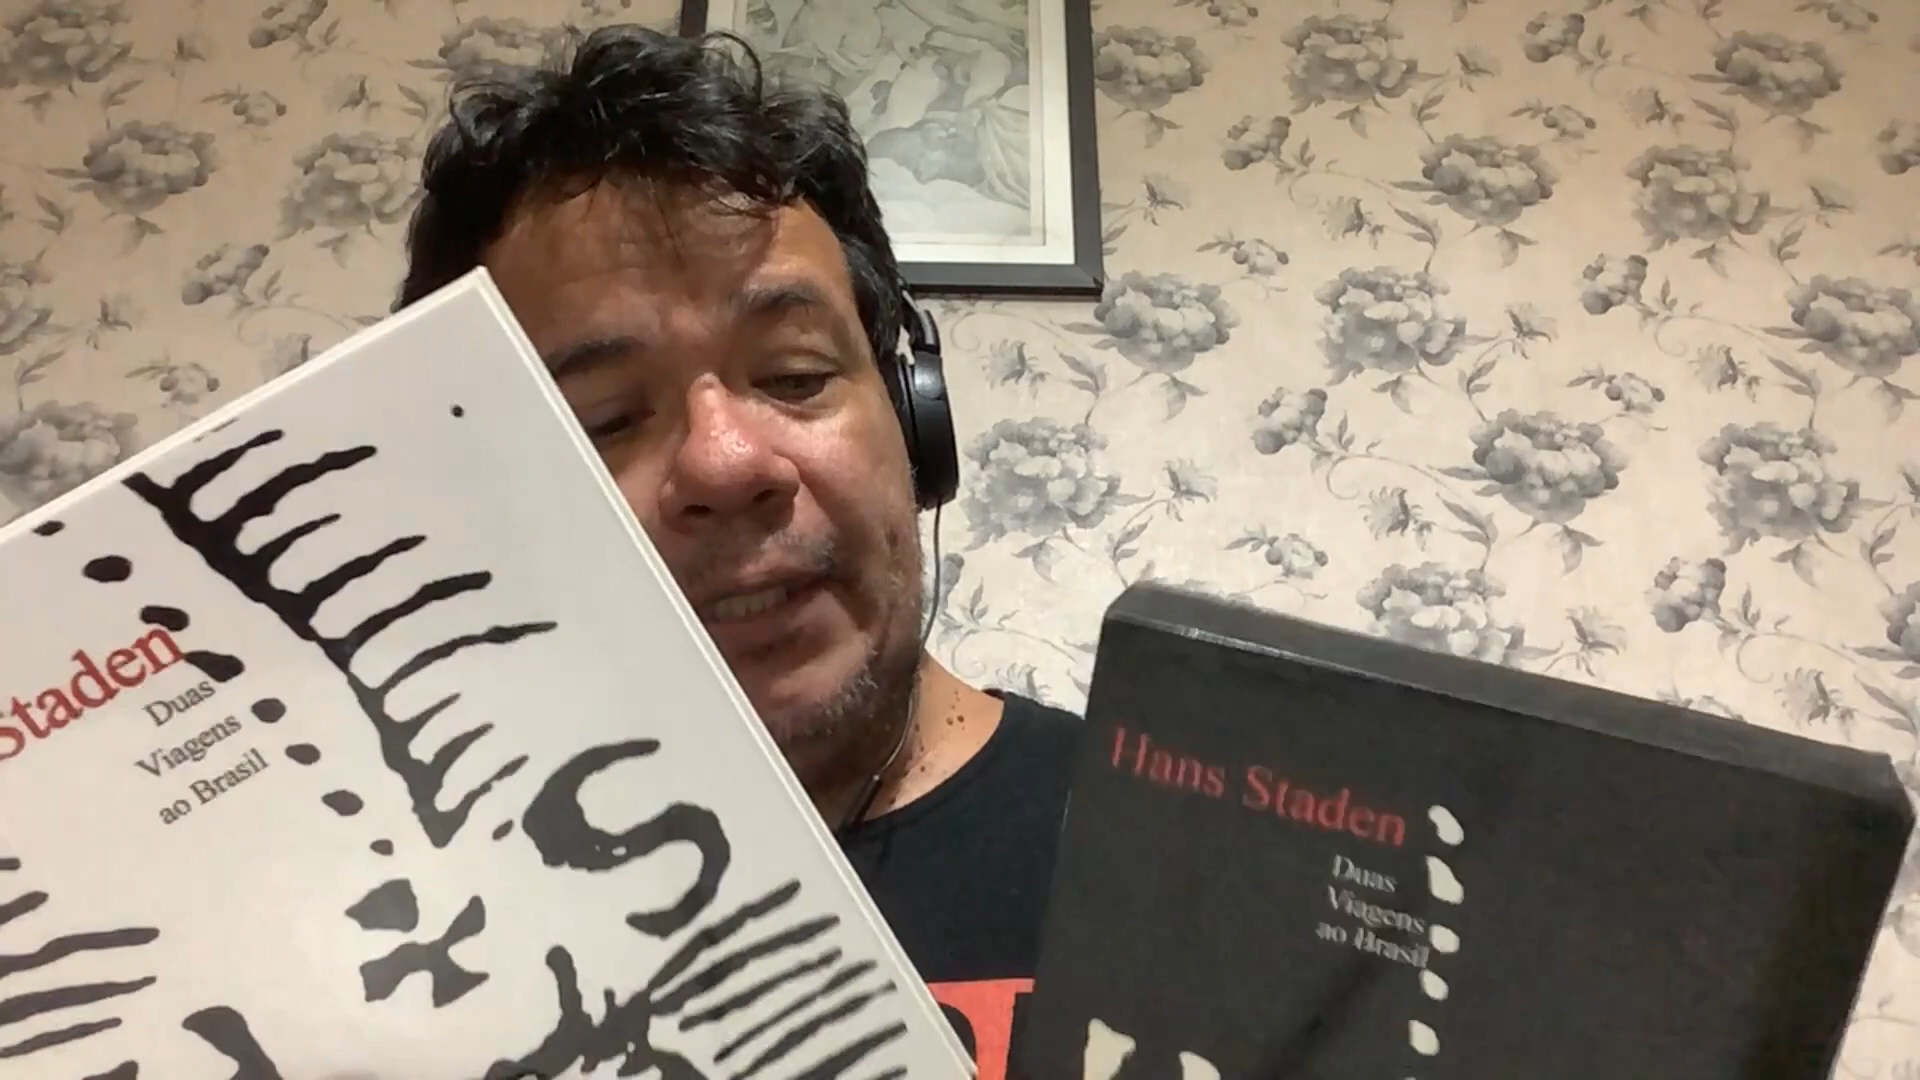 Staden
Duas
Viagens
ao Brasil
Hans Staden
Duas
Viagens
ao Brasil